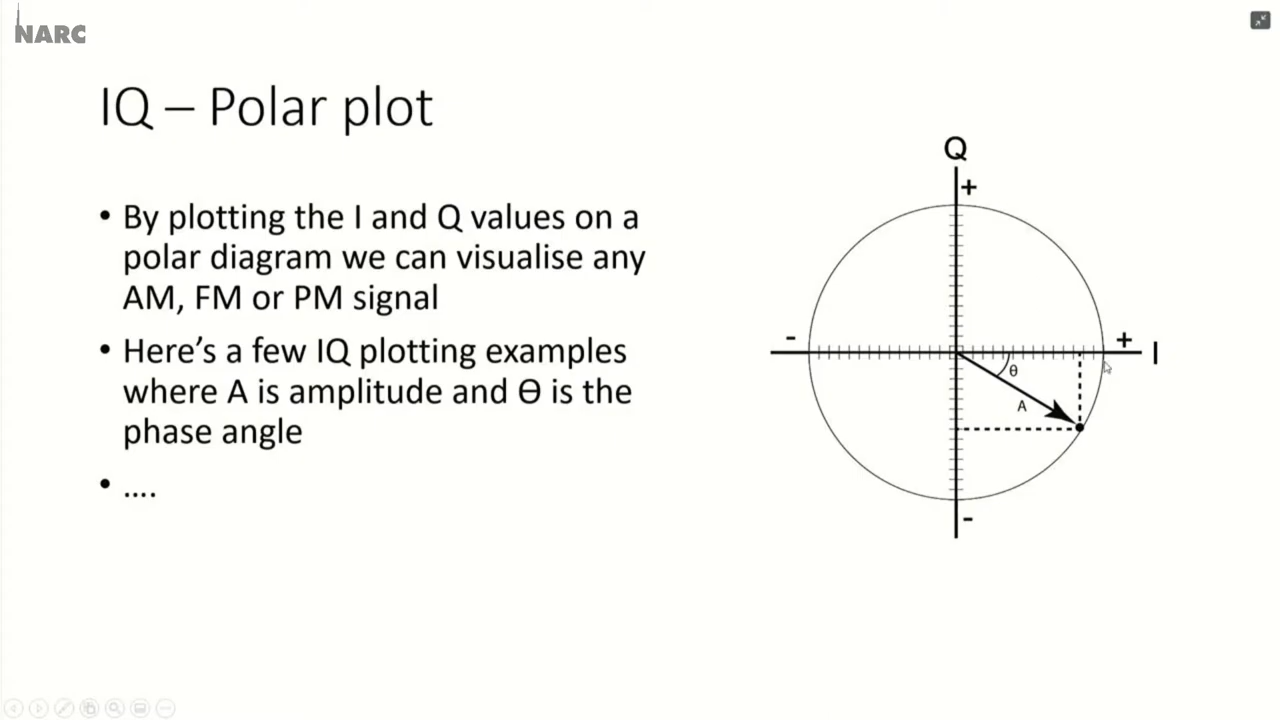 NARC
IQ – Polar plot
• By plotting the I and Q values on a
polar diagram we can visualise any
AM, FM or PM signal
• Here’s a few IQ plotting examples
where A is amplitude and Ɵ is the
phase angle
• ....
Q
+
-
+
I
θ
A
-